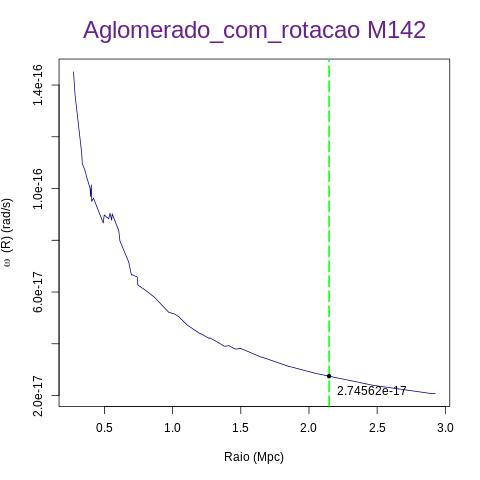 Aglomerado_com_rotacao M142
ω (R) (rad/s)
1.4e-16
1.0e-16
6.0e-17
2.0e-17
2.74562e-17
0.5 1.0 1.5 2.0 2.5 3.0
Raio (Mpc)